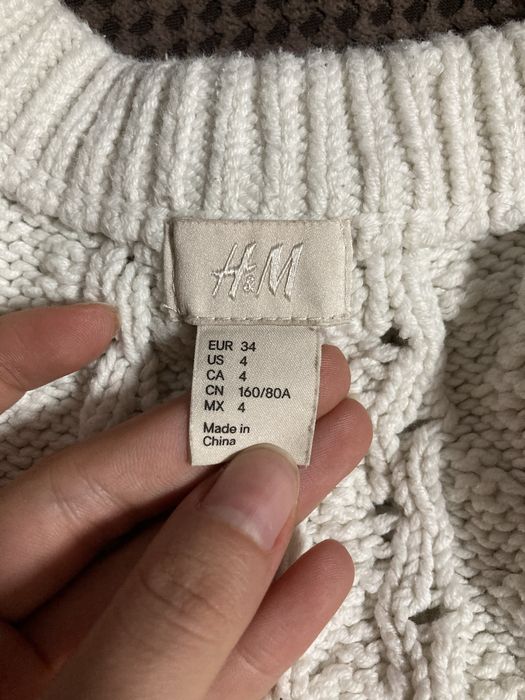 H&M
EUR 34
US 4
CA 4
CN 160/80A
MX 4
Made in
China